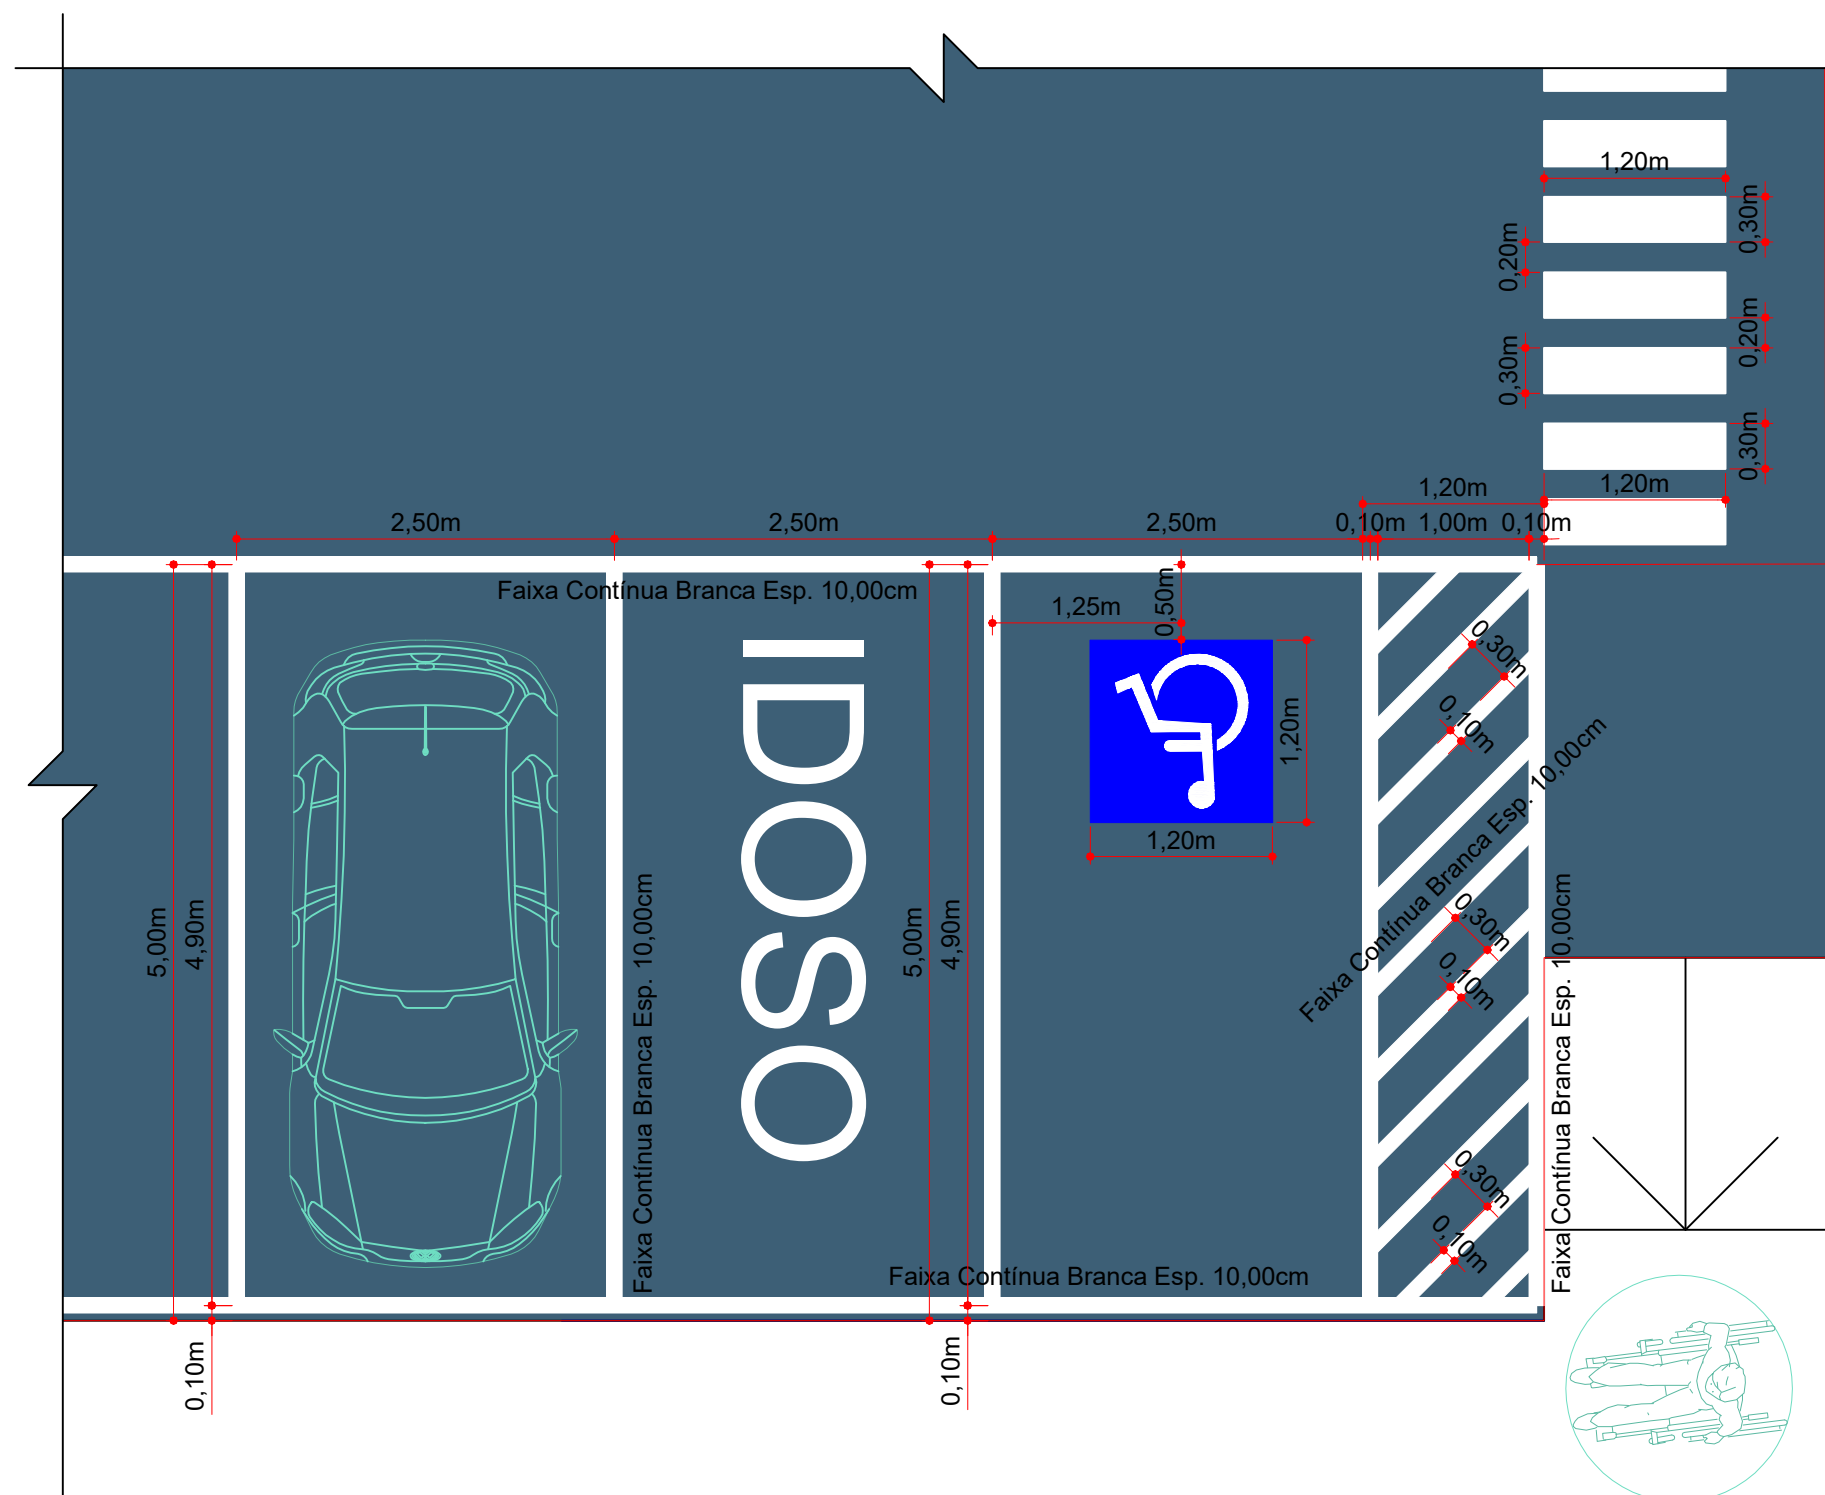 1,20m
0,30m
0,20m
0,20m
0,30m
0,30m
1,20m
1,20m
2,50m
2,50m
2,50m
0,10m
1,00m
0,10m
Faixa Contínua Branca Esp. 10,00cm
1,25m
0,50m
0,30m
0,10m
1,20m
1,20m
IDOSO
5,00m
4,90m
Faixa Contínua Branca Esp. 10,00cm
5,00m
4,90m
Faixa Contínua Branca Esp. 10,00cm
0,30m
0,10m
Faixa Contínua Branca Esp. 10,00cm
0,30m
0,10m
Faixa Contínua Branca Esp. 10,00cm
0,10m
0,10m